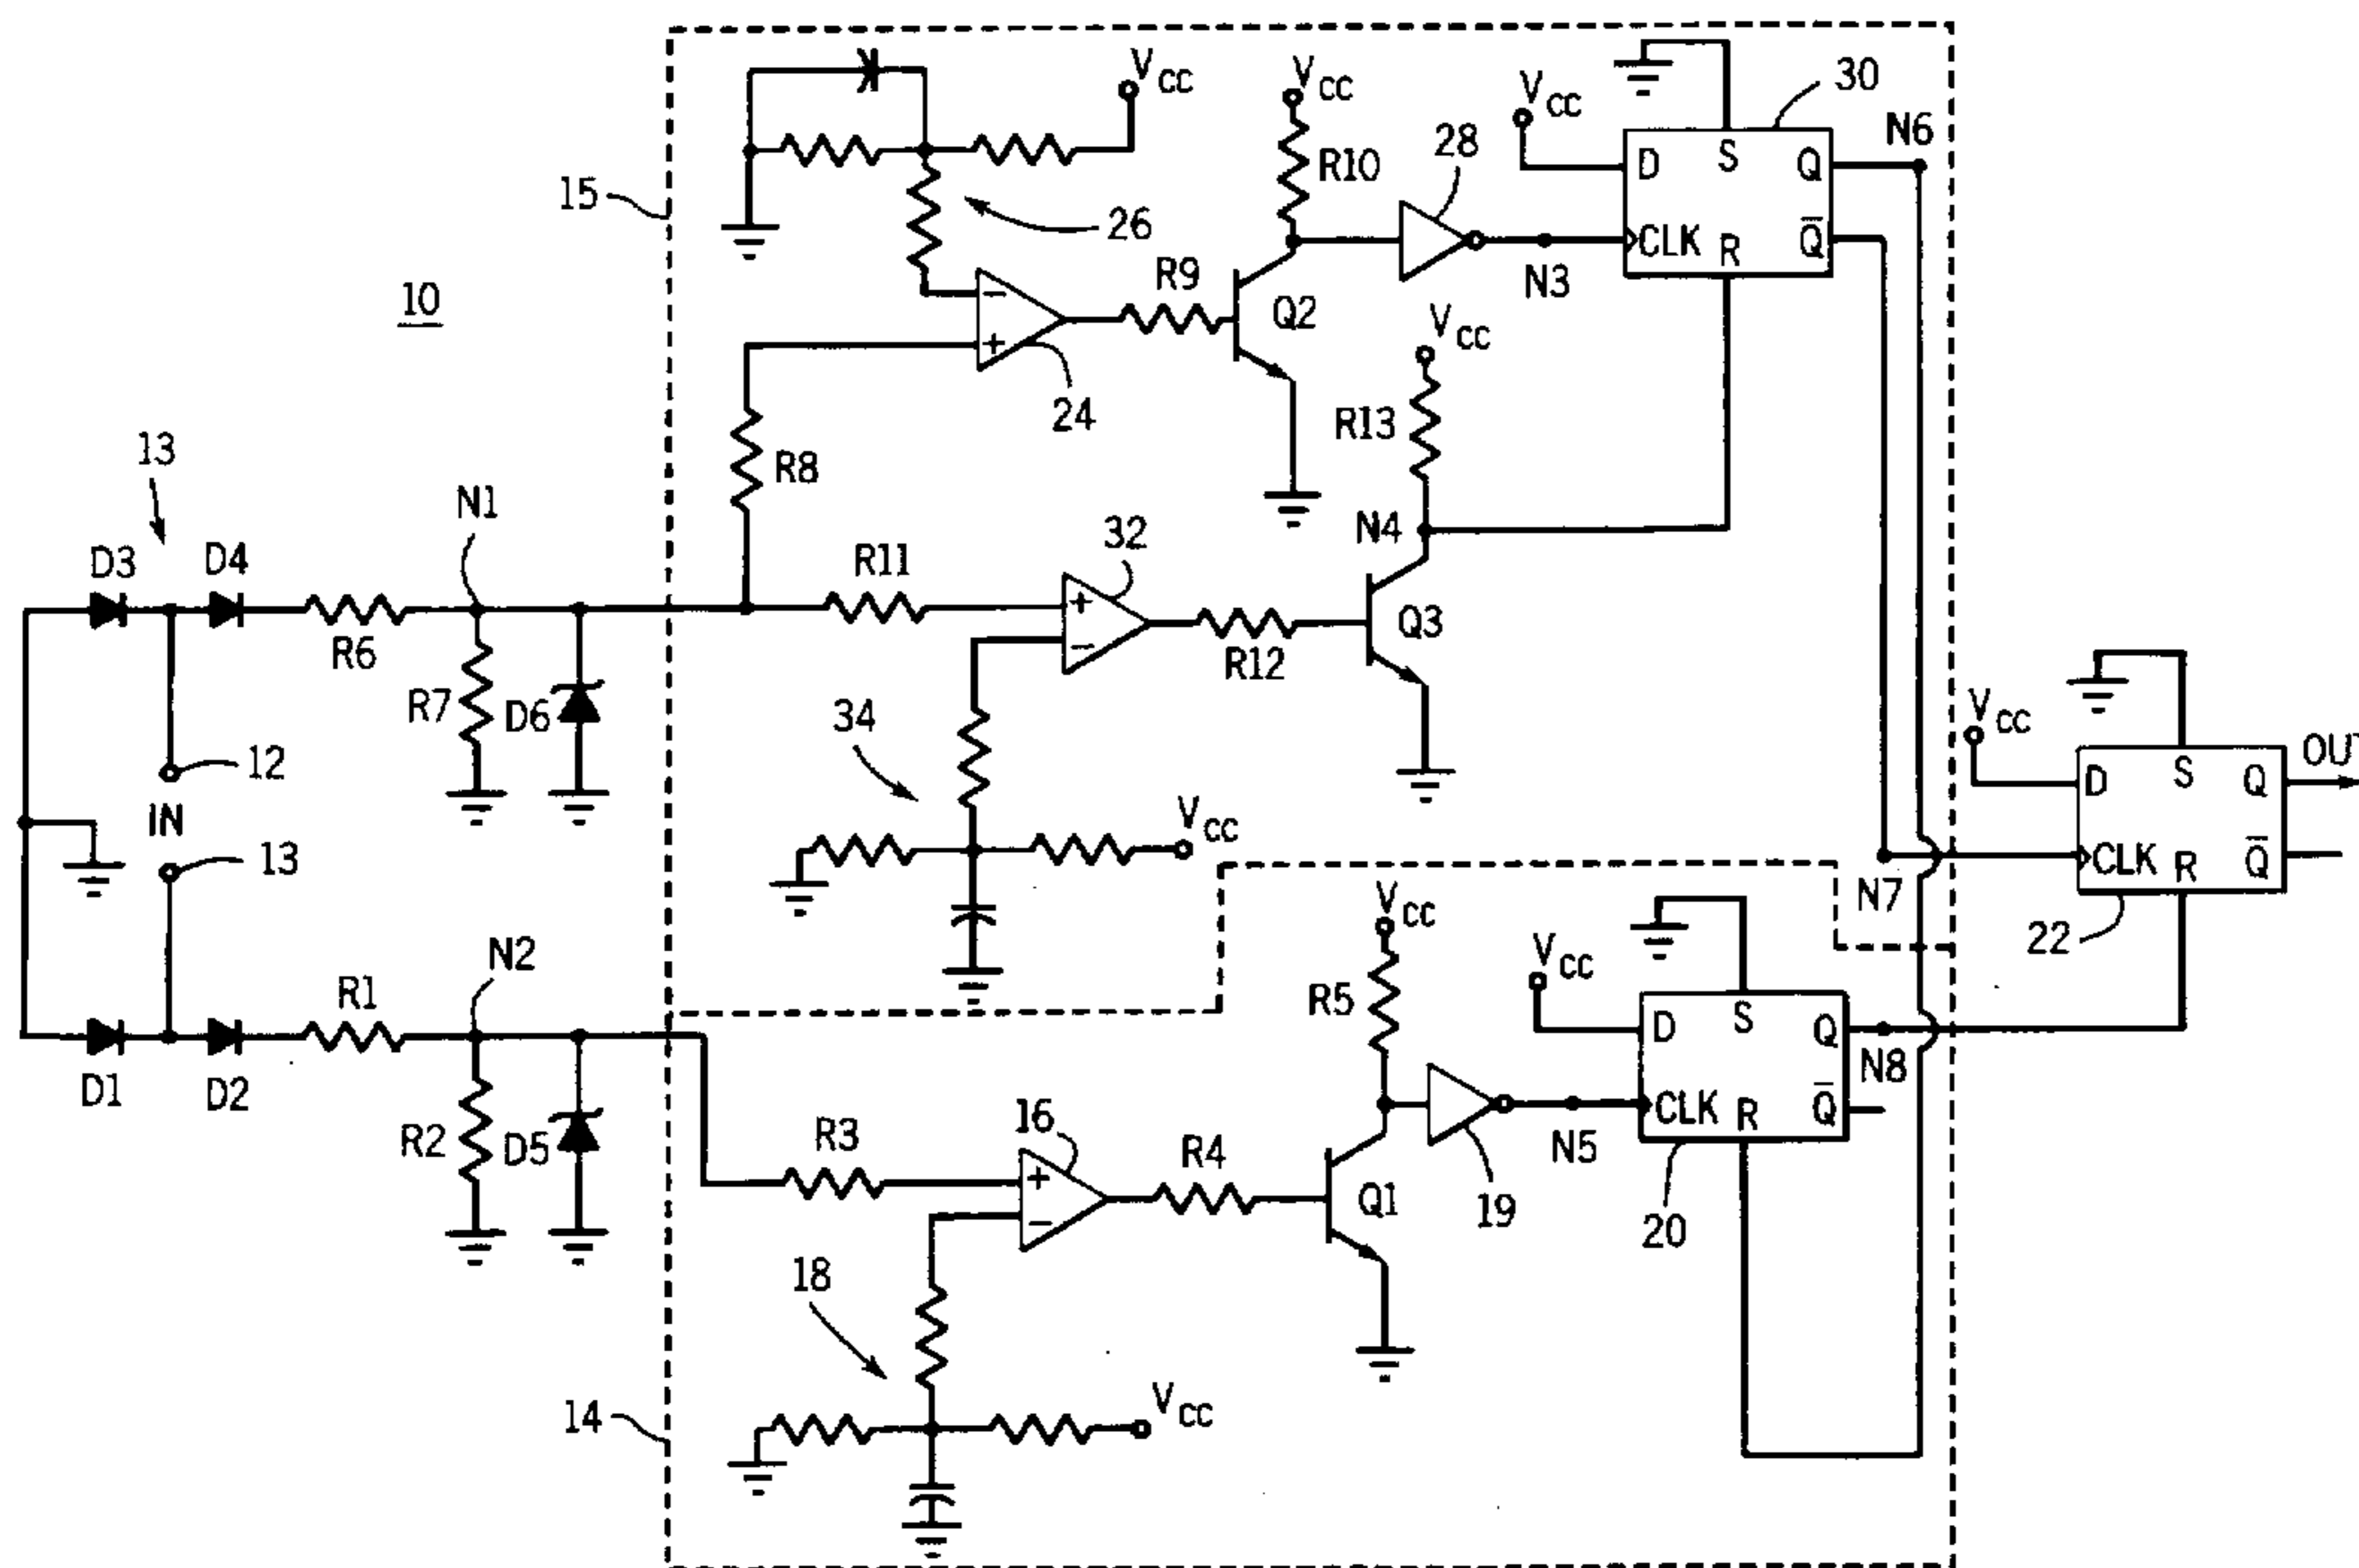 10
15
VCC
26
R10
VCC
28
VCC
30
D
S
Q
CLK
R
Q̅
N6
N3
R9
Q2
−
+
24
R8
VCC
R13
N4
13
D3
D4
R6
N1
R7
D6
R11
32
+
−
R12
Q3
34
VCC
12
IN
13
VCC
D
S
Q
OUT
CLK
R
Q̅
22
N7
D1
D2
R1
N2
R2
D5
R3
16
+
−
R4
Q1
VCC
R5
19
N5
VCC
D
S
Q
CLK
R
Q̅
N8
20
18
VCC
14